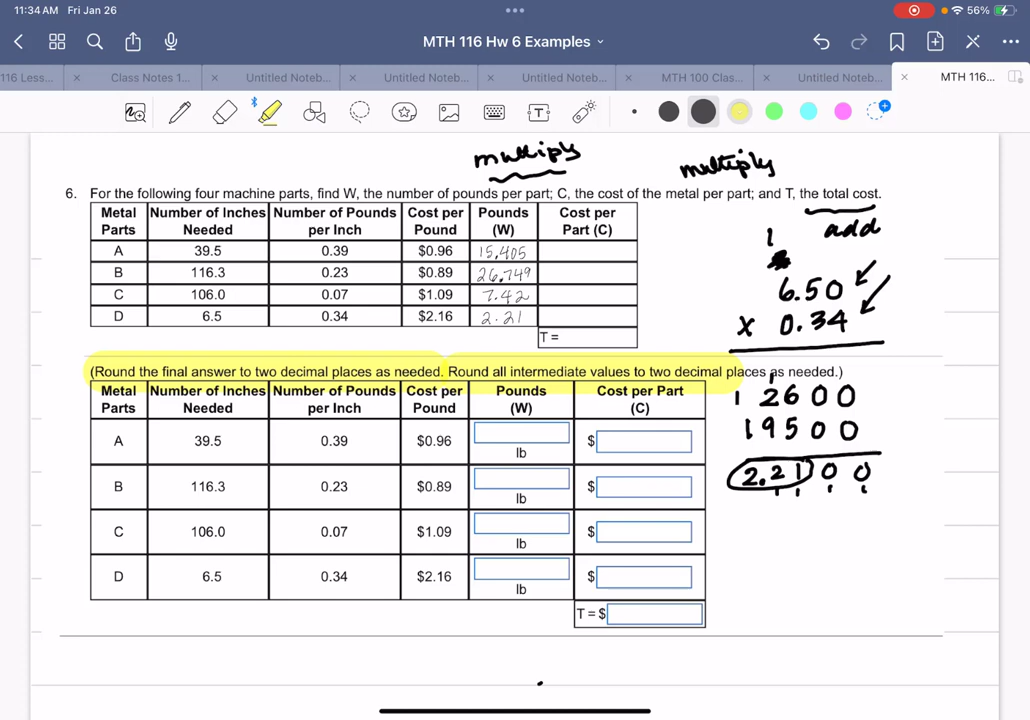 11:34 AM Fri Jan 26
56%
MTH 116 Hw 6 Examples
116 Less...
Class Notes 1...
Untitled Noteb...
Untitled Noteb...
Untitled Noteb...
MTH 100 Clas...
Untitled Noteb...
MTH 116...
multiply
multiply
6. For the following four machine parts, find W, the number of pounds per part; C, the cost of the metal per part; and T, the total cost.
add
Metal Parts Number of Inches Needed Number of Pounds per Inch Cost per Pound Pounds (W) Cost per Part (C)
A 39.5 0.39 $0.96 15.405
B 116.3 0.23 $0.89 26.749
C 106.0 0.07 $1.09 7.42
D 6.5 0.34 $2.16 2.21
T =
1
6.50
x 0.34
(Round the final answer to two decimal places as needed. Round all intermediate values to two decimal places as needed.)
Metal Parts Number of Inches Needed Number of Pounds per Inch Cost per Pound Pounds (W) Cost per Part (C)
A 39.5 0.39 $0.96 lb $
B 116.3 0.23 $0.89 lb $
C 106.0 0.07 $1.09 lb $
D 6.5 0.34 $2.16 lb $
T = $
1
1 2600
19500
2.2100